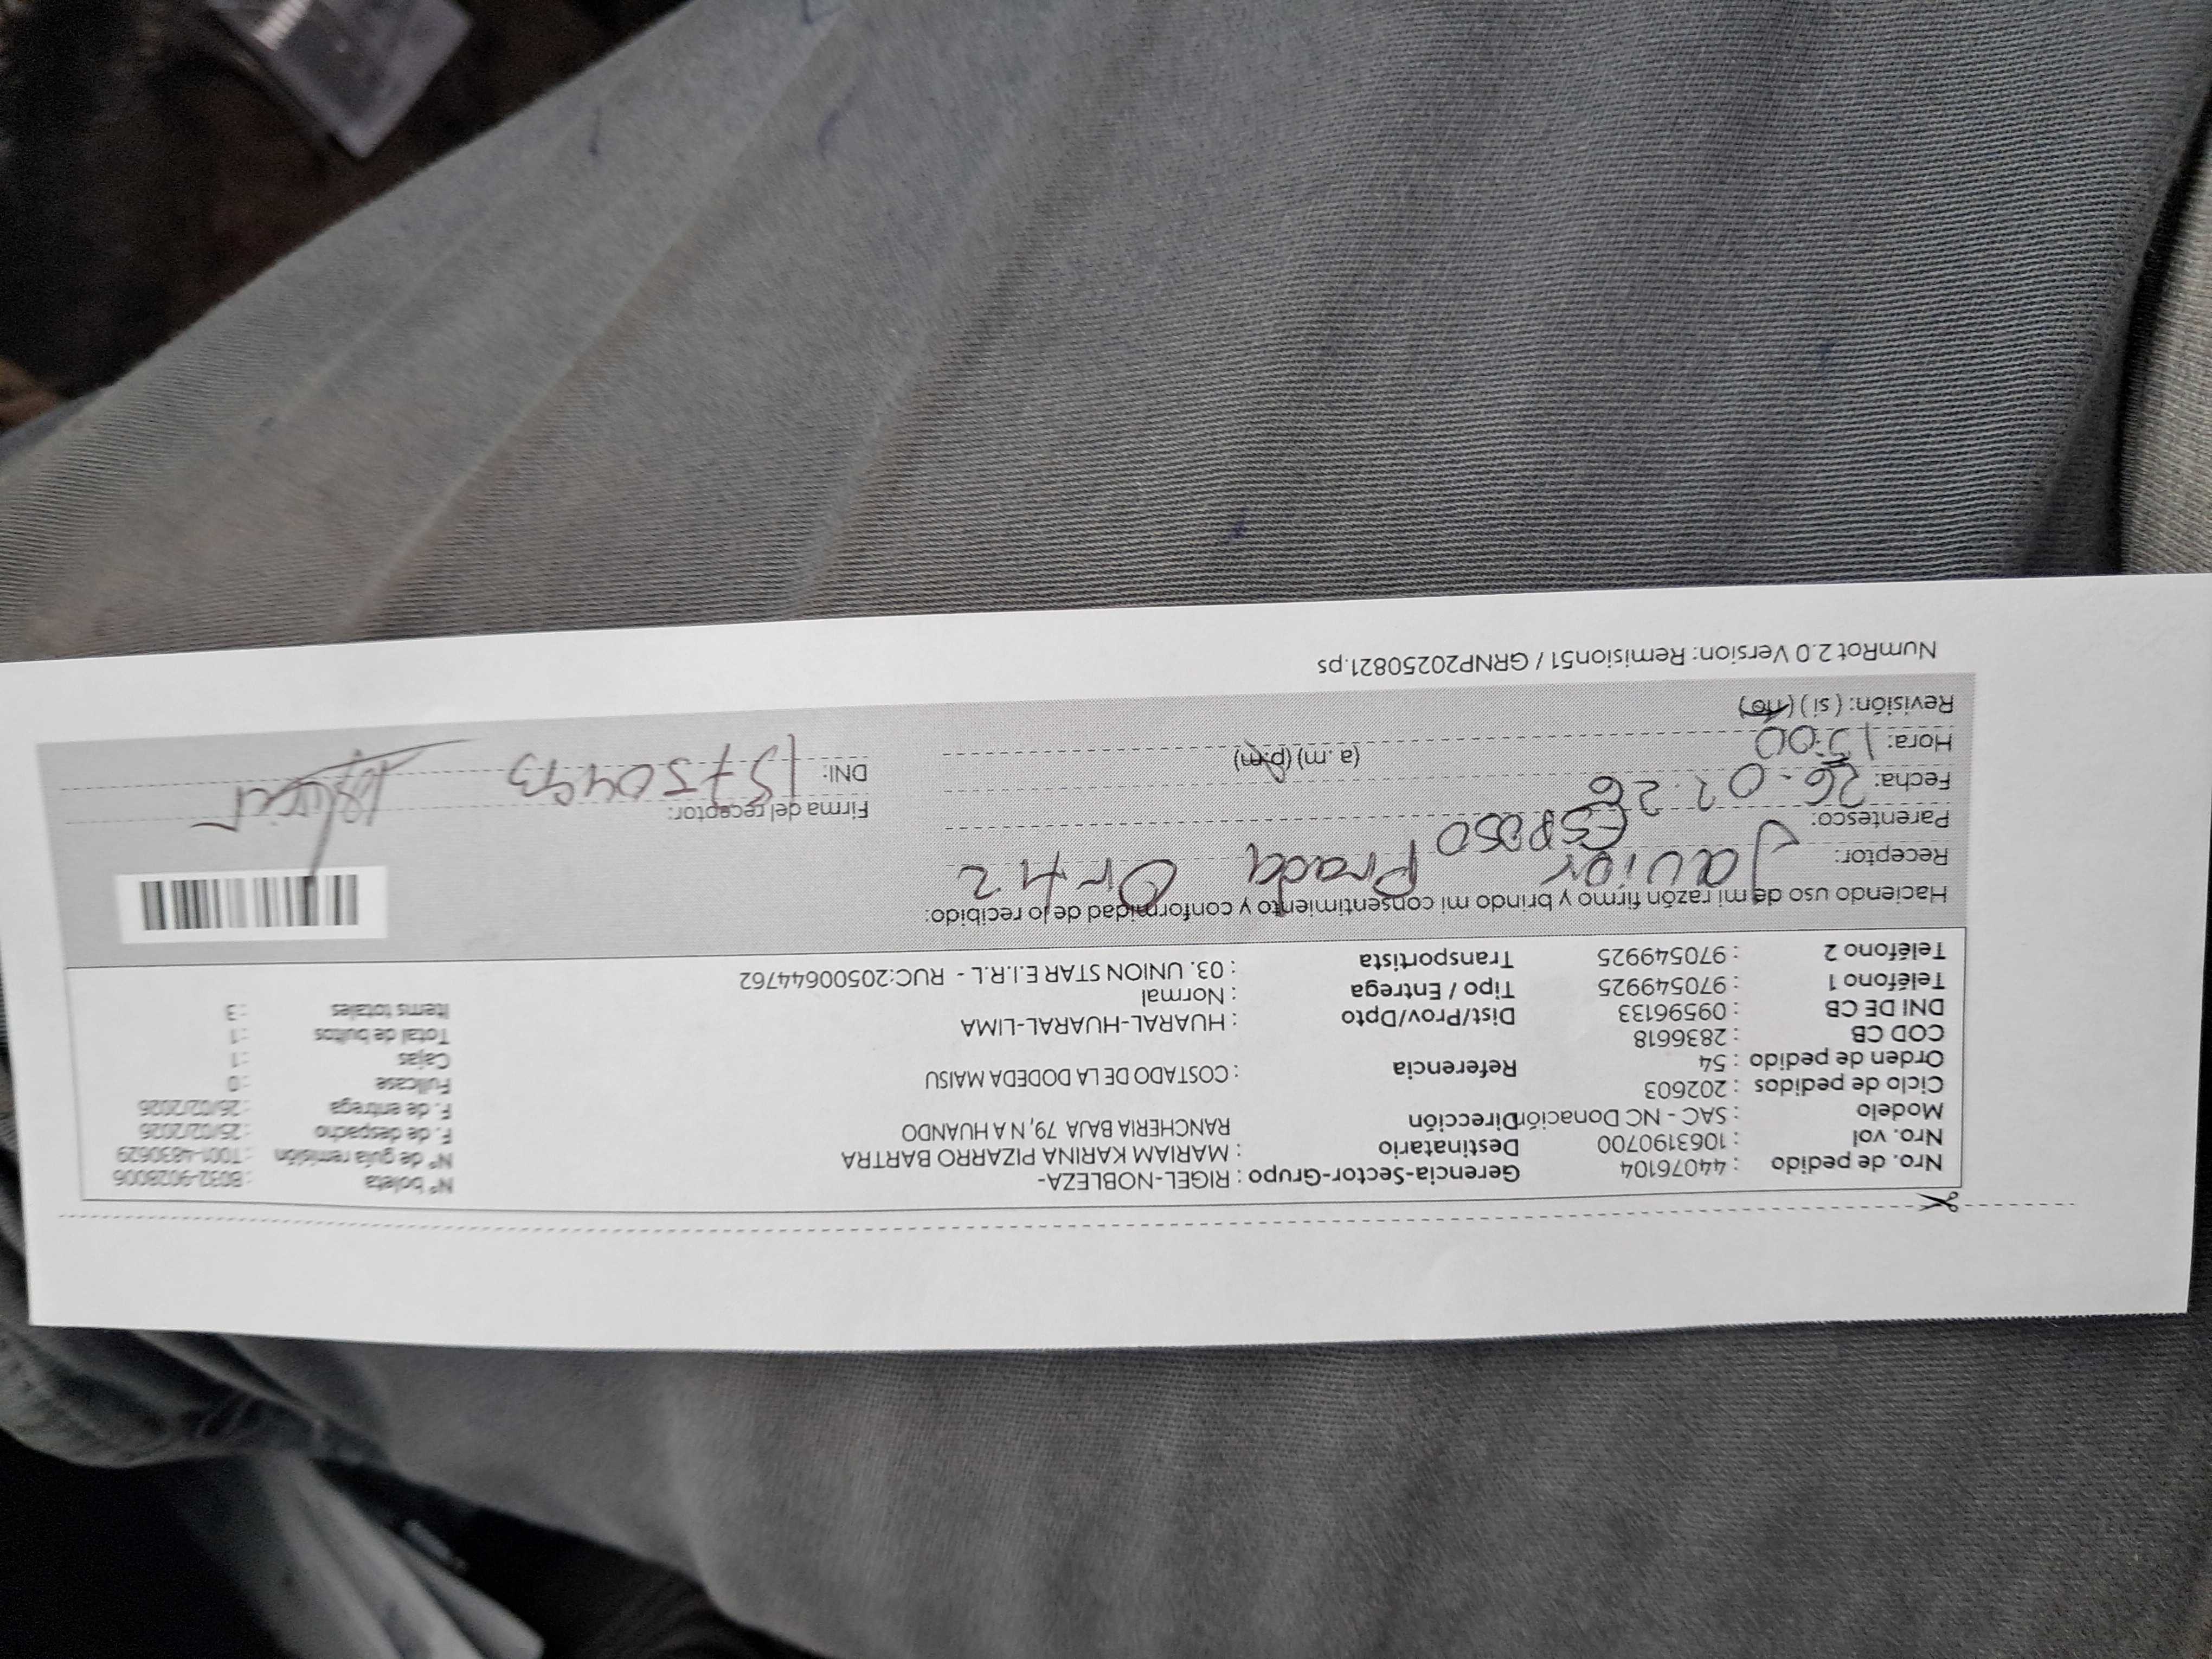 Nro. de pedido : 44076104 Gerencia-Sector-Grupo : RIGEL-NOBLEZA- N° boleta : B032-9028006
Nro. vol : 1063190700 Destinatario : MARIAM KARINA PIZARRO BARTRA N° de guía remisión : T001-4830629
Modelo : SAC - NC Donación Dirección RANCHERIA BAJA 79, N A HUANDO F. de despacho : 25/02/2026
Ciclo de pedidos : 202603 F. de entrega : 26/02/2026
Orden de pedido : 54 Referencia : COSTADO DE LA DODEDA MAISU Fullcase : 0
COD CB : 2836618 Cajas : 1
DNI DE CB : 09596133 Dist/Prov/Dpto : HUARAL-HUARAL-LIMA Total de bultos : 1
Teléfono 1 : 970549925 Tipo / Entrega : Normal Items totales : 3
Teléfono 2 : 970549925 Transportista : 03. UNION STAR E.I.R.L - RUC:20500644762
Haciendo uso de mi razón firmo y brindo mi consentimiento y conformidad de lo recibido:
Receptor: Javier Prada Ortiz
Parentesco: Esposo Firma del receptor:
Fecha: 26-02-26 DNI: 15750493
Hora: 15:00 (a.m) (p.m)
Revisión: ( si ) ( no )
NumRot 2.0 Version: Remision51 / GRNP20250821.ps